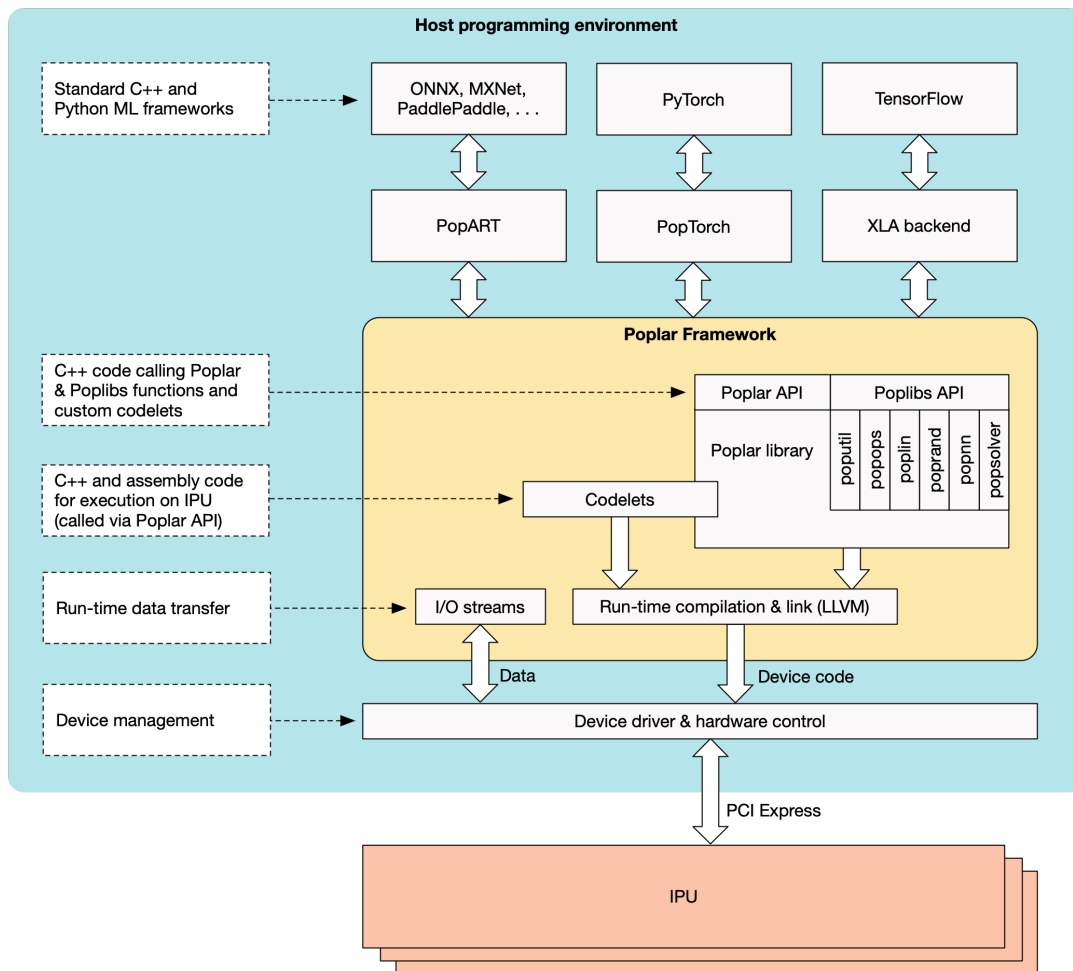 Host programming environment
Standard C++ and
Python ML frameworks
ONNX, MXNet,
PaddlePaddle, . . .
PyTorch
TensorFlow
PopART
PopTorch
XLA backend
Poplar Framework
C++ code calling Poplar
& Poplibs functions and
custom codelets
Poplar API
Poplibs API
Poplar library
poputil
popops
poplin
poprand
popnn
popsolver
C++ and assembly code
for execution on IPU
(called via Poplar API)
Codelets
Run-time data transfer
I/O streams
Run-time compilation & link (LLVM)
Data
Device code
Device management
Device driver & hardware control
PCI Express
IPU